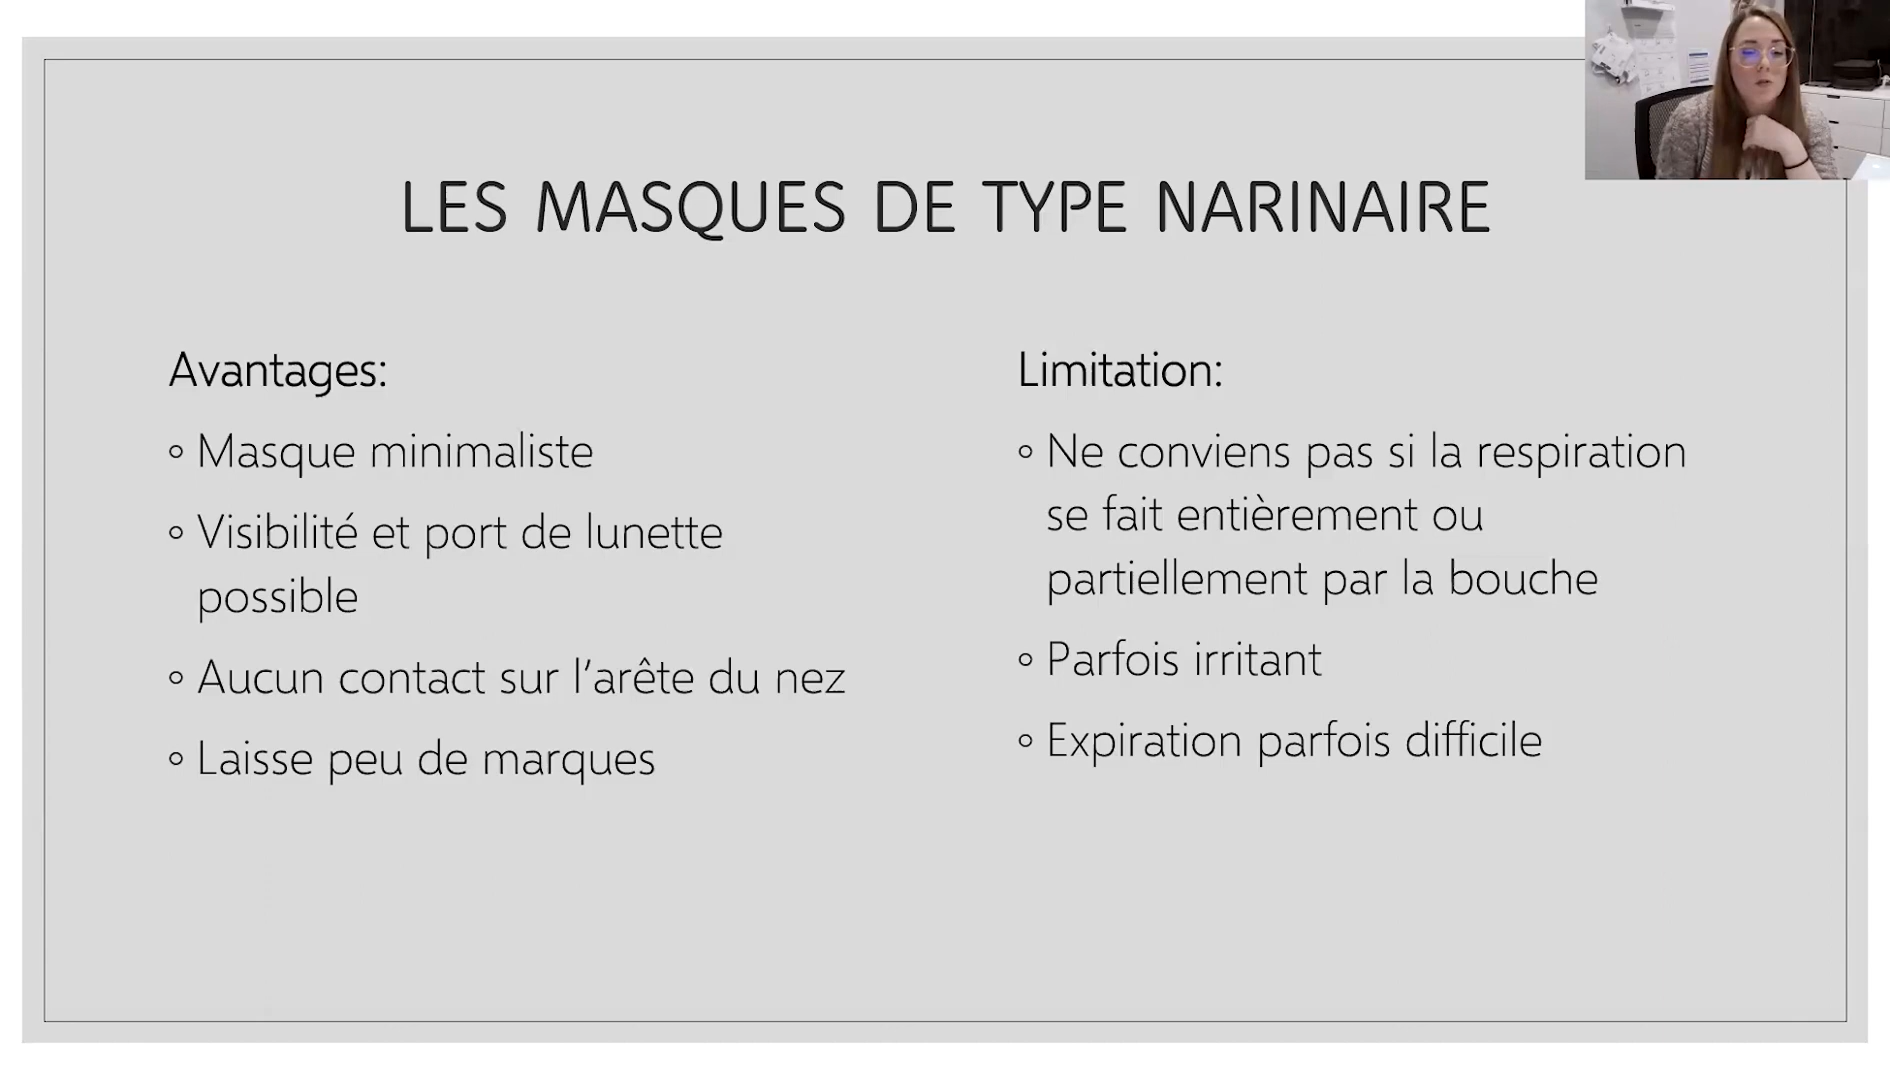 LES MASQUES DE TYPE NARINAIRE
Avantages:
◦ Masque minimaliste
◦ Visibilité et port de lunette
possible
◦ Aucun contact sur l’arête du nez
◦ Laisse peu de marques
Limitation:
◦ Ne conviens pas si la respiration
se fait entièrement ou
partiellement par la bouche
◦ Parfois irritant
◦ Expiration parfois difficile